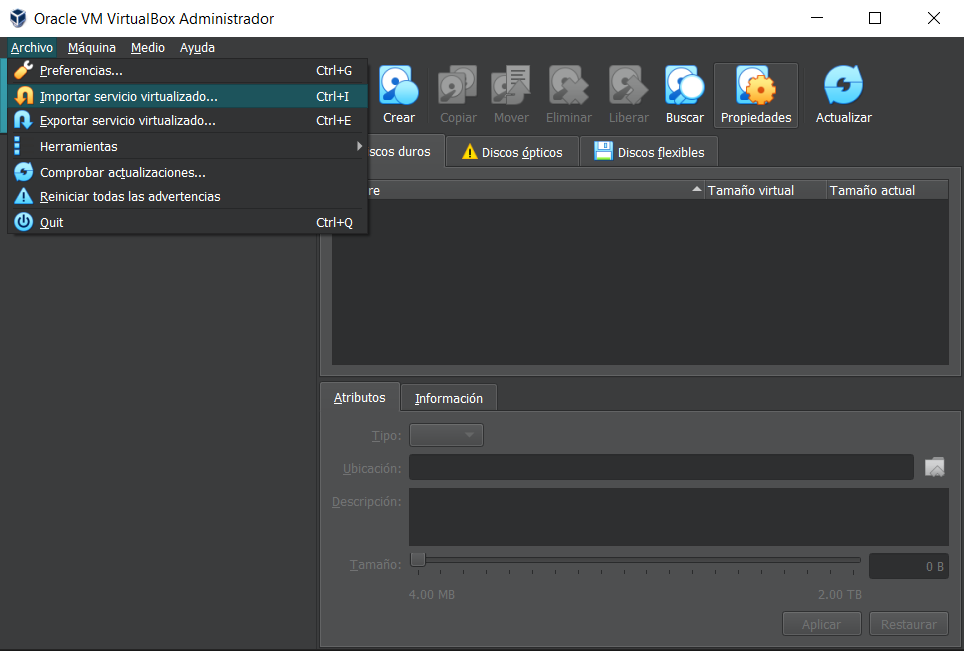 Oracle VM VirtualBox Administrador
Archivo Máquina Medio Ayuda
Preferencias... Ctrl+G
Importar servicio virtualizado... Ctrl+I
Exportar servicio virtualizado... Ctrl+E
Herramientas
Comprobar actualizaciones...
Reiniciar todas las advertencias
Quit Ctrl+Q
Crear Copiar Mover Eliminar Liberar Buscar Propiedades Actualizar
scos duros Discos ópticos Discos flexibles
re Tamaño virtual Tamaño actual
Atributos Información
Tipo:
Ubicación:
Descripción:
Tamaño: 0 B
4.00 MB 2.00 TB
Aplicar Restaurar